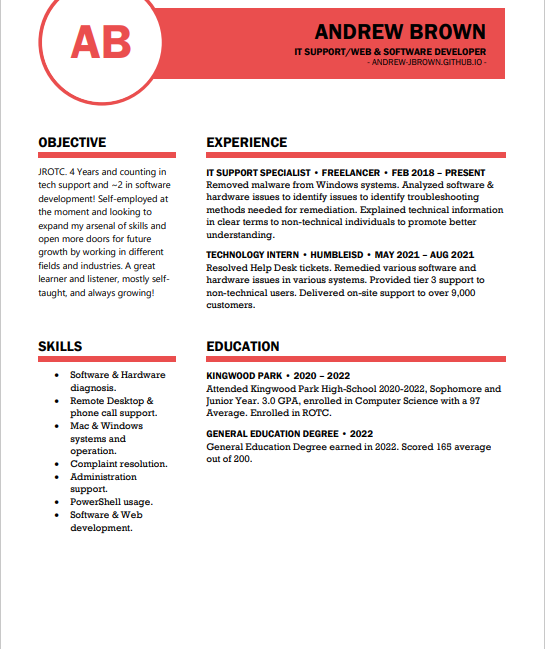 AB
ANDREW BROWN
IT SUPPORT/WEB & SOFTWARE DEVELOPER
- ANDREW-JBROWN.GITHUB.IO -
OBJECTIVE
JROTC. 4 Years and counting in
tech support and ~2 in software
development! Self-employed at
the moment and looking to
expand my arsenal of skills and
open more doors for future
growth by working in different
fields and industries. A great
learner and listener, mostly self-
taught, and always growing!
EXPERIENCE
IT SUPPORT SPECIALIST • FREELANCER • FEB 2018 – PRESENT
Removed malware from Windows systems. Analyzed software &
hardware issues to identify issues to identify troubleshooting
methods needed for remediation. Explained technical information
in clear terms to non-technical individuals to promote better
understanding.
TECHNOLOGY INTERN • HUMBLEISD • MAY 2021 – AUG 2021
Resolved Help Desk tickets. Remedied various software and
hardware issues in various systems. Provided tier 3 support to
non-technical users. Delivered on-site support to over 9,000
customers.
SKILLS
• Software & Hardware
diagnosis.
• Remote Desktop &
phone call support.
• Mac & Windows
systems and
operation.
• Complaint resolution.
• Administration
support.
• PowerShell usage.
• Software & Web
development.
EDUCATION
KINGWOOD PARK • 2020 – 2022
Attended Kingwood Park High-School 2020-2022, Sophomore and
Junior Year. 3.0 GPA, enrolled in Computer Science with a 97
Average. Enrolled in ROTC.
GENERAL EDUCATION DEGREE • 2022
General Education Degree earned in 2022. Scored 165 average
out of 200.